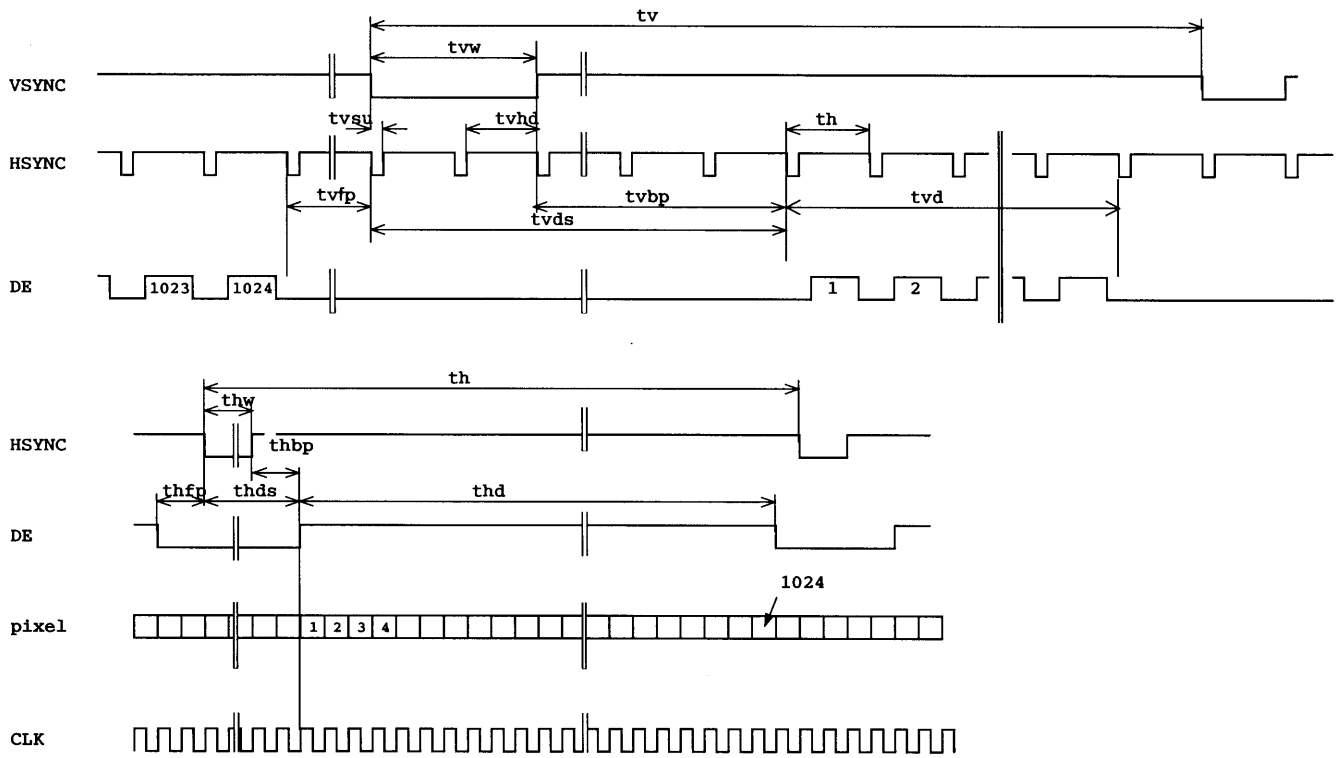 tv
tvw
VSYNC
tvsu
tvhd
th
HSYNC
tvfp
tvbp
tvd
tvds
DE
1023
1024
1
2
th
thw
HSYNC
thbp
thfp
thds
thd
DE
1024
pixel
1 2 3 4
CLK